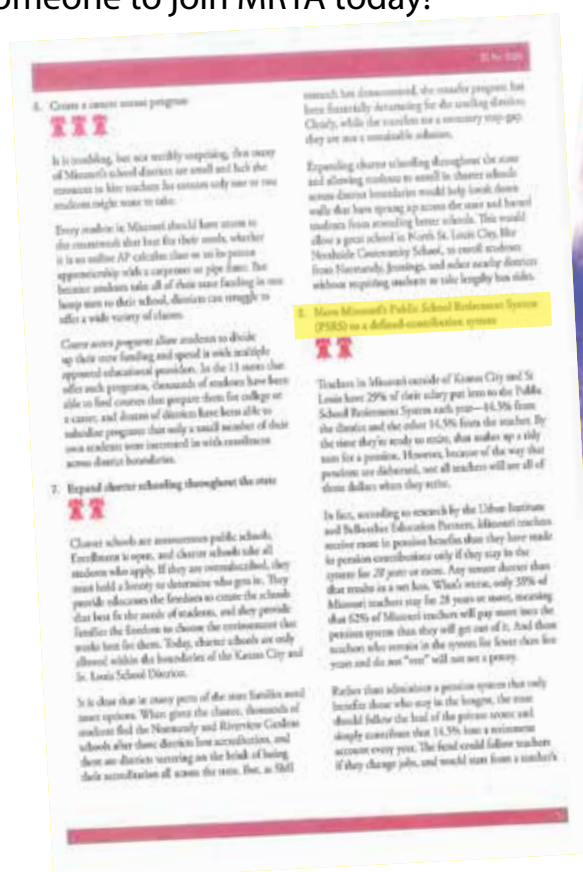 someone to join MRTA today!
6. Create a course access program
It is troubling, but not terribly surprising, that many
of Missouri's school districts are small and lack the
resources to hire teachers for courses only one or two
students might want to take.
Every student in Missouri should have access to
the coursework that best fits their needs, whether
it is an online AP calculus class or an in-person
apprenticeship with a carpenter or pipe fitter. But
because students take all of their state funding in one
lump sum to their school, districts can struggle to
offer a wide variety of classes.
Course access programs allow students to divide
up their state funding and spend it with multiple
approved educational providers. In the 13 states that
offer such programs, thousands of students have been
able to find courses that prepare them for college or
a career, and dozens of districts have been able to
subsidize programs that only a small number of their
own students were interested in with enrollment
across district boundaries.
7. Expand charter schooling throughout the state
Charter schools are autonomous public schools.
Enrollment is open, and charter schools take all
students who apply. If they are oversubscribed, they
must hold a lottery to determine who gets in. They
provide educators the freedom to create the schools
that best fit the needs of students, and they provide
families the freedom to choose the environment that
works best for them. Today, charter schools are only
allowed within the boundaries of the Kansas City and
St. Louis School Districts.
It is clear that in many parts of the state families need
more options. When given the chance, thousands of
students fled the Normandy and Riverview Gardens
schools after those districts lost accreditation, and
there are districts teetering on the brink of losing
their accreditation all across the state. But, as SMI
research has demonstrated, the transfer program has
been financially devastating for the sending districts.
Clearly, while the transfers are a necessary stop-gap,
they are not a sustainable solution.
Expanding charter schooling throughout the state
and allowing students to enroll in charter schools
across district boundaries would help break down
walls that have sprung up across the state and barred
students from attending better schools. This would
allow a great school in North St. Louis City, like
Northside Community School, to enroll students
from Normandy, Jennings, and other nearby districts
without requiring students to take lengthy bus rides.
8. Move Missouri's Public School Retirement System
(PSRS) to a defined-contribution system
Teachers in Missouri outside of Kansas City and St.
Louis have 29% of their salary put into to the Public
School Retirement System each year—14.5% from
the district and the other 14.5% from the teacher. By
the time they're ready to retire, that makes up a tidy
sum for a pension. However, because of the way that
pensions are disbursed, not all teachers will see all of
those dollars when they retire.
In fact, according to research by the Urban Institute
and Bellwether Education Partners, Missouri teachers
receive more in pension benefits than they have made
in pension contributions only if they stay in the
system for 28 years or more. Any tenure shorter than
that results in a net loss. What's worse, only 38% of
Missouri teachers stay for 28 years or more, meaning
that 62% of Missouri teachers will pay more into the
pension system than they will get out of it. And those
teachers who remain in the system for fewer than five
years and do not "vest" will not see a penny.
Rather than administer a pension system that only
benefits those who stay in the longest, the state
should follow the lead of the private sector and
simply contribute that 14.5% into a retirement
account every year. The fund could follow teachers
if they change jobs, and would start from a teacher's